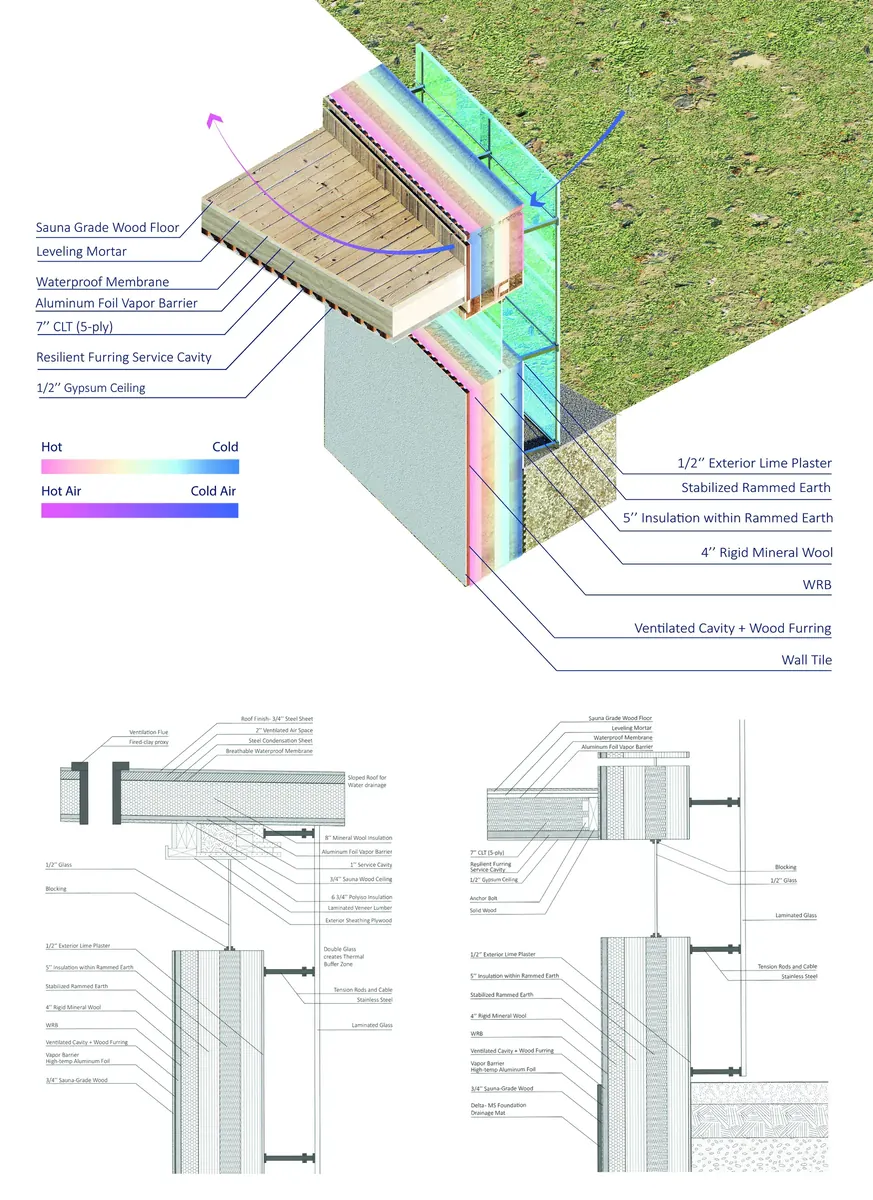 Sauna Grade Wood Floor
Leveling Mortar
Waterproof Membrane
Aluminum Foil Vapor Barrier
7’’ CLT (5-ply)
Resilient Furring Service Cavity
1/2’’ Gypsum Ceiling
Hot Cold
Hot Air Cold Air
1/2’’ Exterior Lime Plaster
Stabilized Rammed Earth
5’’ Insulation within Rammed Earth
4’’ Rigid Mineral Wool
WRB
Ventilated Cavity + Wood Furring
Wall Tile
Ventilation Flue
Fired-clay proxy
Roof Finish- 3/4’’ Steel Sheet
2’’ Ventilated Air Space
Steel Condensation Sheet
Breathable Waterproof Membrane
Sloped Roof for
Water drainage
8’’ Mineral Wool Insulation
Aluminum Foil Vapor Barrier
1’’ Service Cavity
3/4’’ Sauna Wood Ceiling
6 3/4’’ Polyiso Insulation
Laminated Veneer Lumber
Exterior Sheathing Plywood
1/2’’ Glass
Blocking
1/2’’ Exterior Lime Plaster
5’’ Insulation within Rammed Earth
Stabilized Rammed Earth
4’’ Rigid Mineral Wool
WRB
Ventilated Cavity + Wood Furring
Vapor Barrier
High-temp Aluminum Foil
3/4’’ Sauna-Grade Wood
Double Glass
creates Thermal
Buffer Zone
Tension Rods and Cable
Stainless Steel
Laminated Glass
Sauna Grade Wood Floor
Leveling Mortar
Waterproof Membrane
Aluminum Foil Vapor Barrier
7’’ CLT (5-ply)
Resilient Furring
Service Cavity
1/2’’ Gypsum Ceiling
Anchor Bolt
Solid Wood
Blocking
1/2’’ Glass
Laminated Glass
Tension Rods and Cable
Stainless Steel
1/2’’ Exterior Lime Plaster
5’’ Insulation within Rammed Earth
Stabilized Rammed Earth
4’’ Rigid Mineral Wool
WRB
Ventilated Cavity + Wood Furring
Vapor Barrier
High-temp Aluminum Foil
3/4’’ Sauna-Grade Wood
Delta- MS Foundation
Drainage Mat